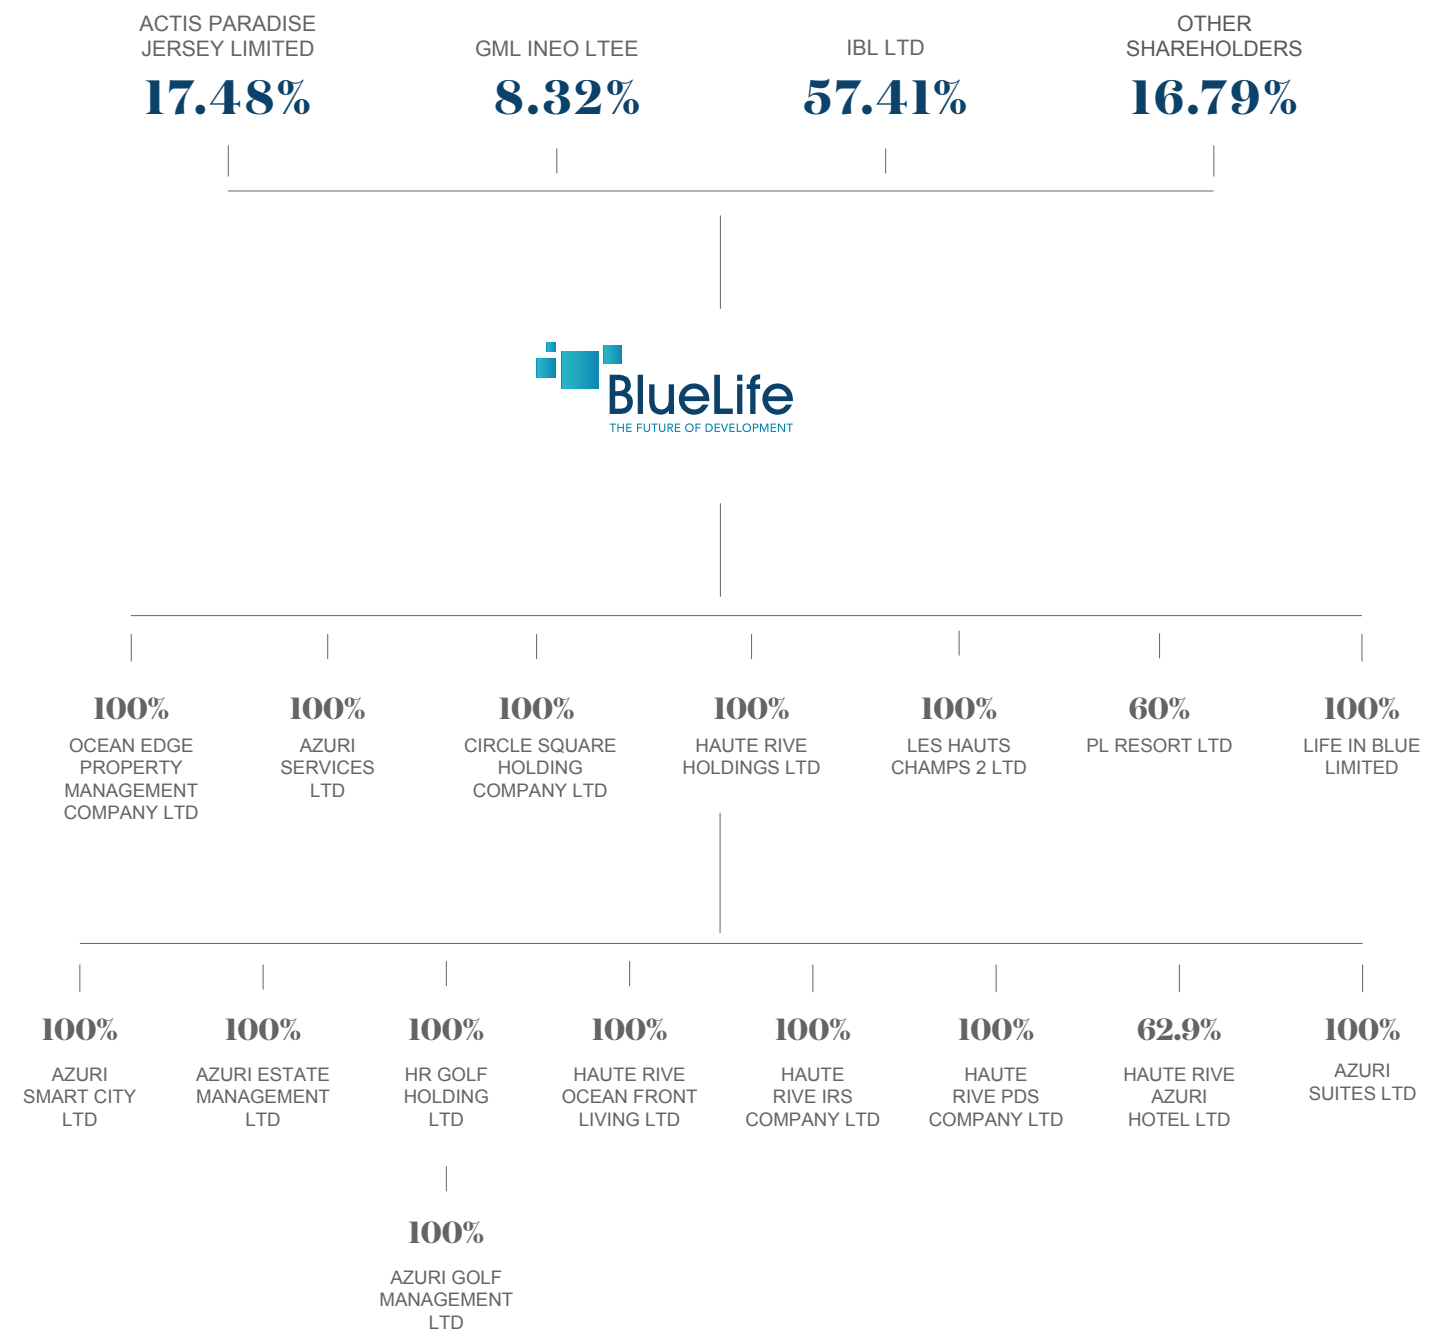 ACTIS PARADISE
JERSEY LIMITED
17.48%
GML INEO LTEE
8.32%
IBL LTD
57.41%
OTHER
SHAREHOLDERS
16.79%
BlueLife
THE FUTURE OF DEVELOPMENT
100%
OCEAN EDGE
PROPERTY
MANAGEMENT
COMPANY LTD
100%
AZURI
SERVICES
LTD
100%
CIRCLE SQUARE
HOLDING
COMPANY LTD
100%
HAUTE RIVE
HOLDINGS LTD
100%
LES HAUTS
CHAMPS 2 LTD
60%
PL RESORT LTD
100%
LIFE IN BLUE
LIMITED
100%
AZURI
SMART CITY
LTD
100%
AZURI ESTATE
MANAGEMENT
LTD
100%
HR GOLF
HOLDING
LTD
100%
HAUTE RIVE
OCEAN FRONT
LIVING LTD
100%
HAUTE
RIVE IRS
COMPANY LTD
100%
HAUTE
RIVE PDS
COMPANY LTD
62.9%
HAUTE RIVE
AZURI
HOTEL LTD
100%
AZURI
SUITES LTD
100%
AZURI GOLF
MANAGEMENT
LTD